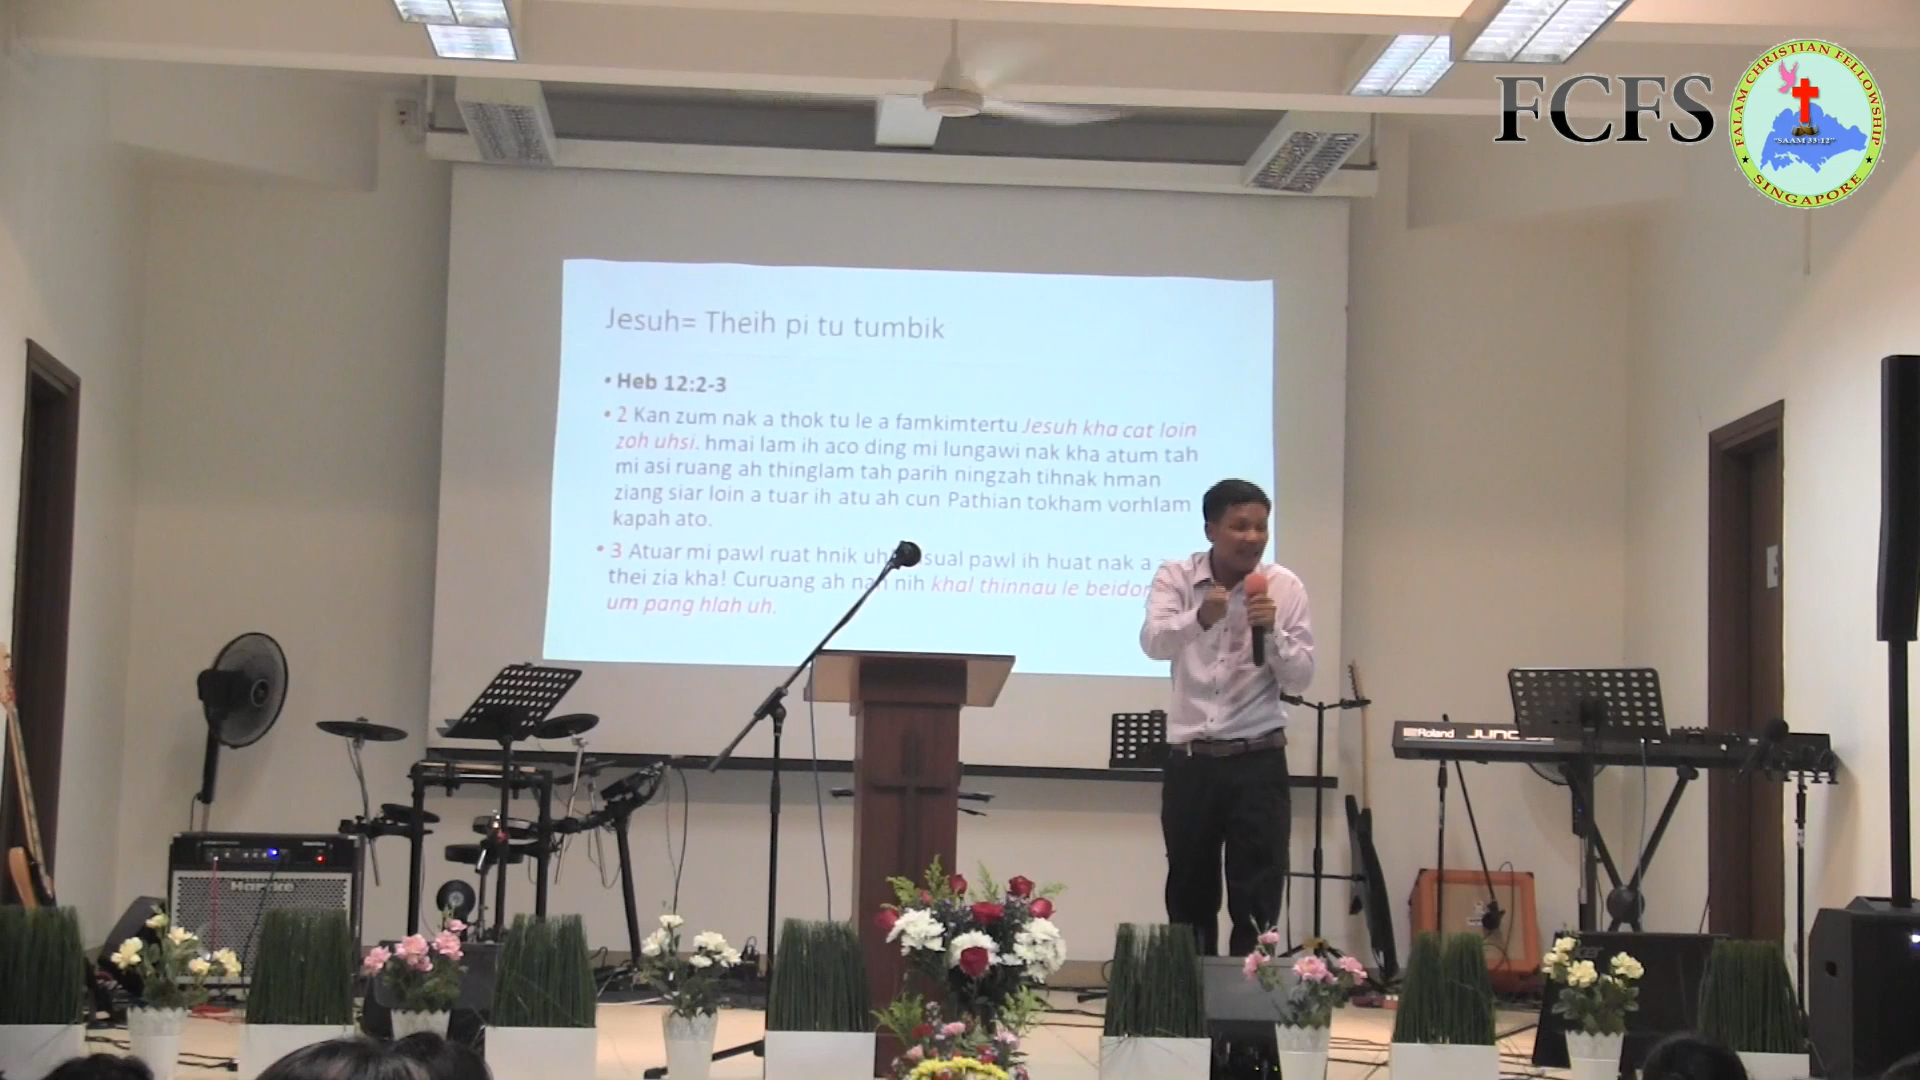 FCFS
FALAM CHRISTIAN FELLOWSHIP
"SAAM 33:12"
SINGAPORE
Jesuh= Theih pi tu tumbik
• Heb 12:2-3
• 2 Kan zum nak a thok tu le a famkimtertu Jesuh kha cat loin
zoh uhsi. hmai lam ih aco ding mi lungawi nak kha atum tah
mi asi ruang ah thinglam tah parih ningzah tihnak hman
ziang siar loin a tuar ih atu ah cun Pathian tokham vorhlam
kapah ato.
• 3 Atuar mi pawl ruat hnik sual pawl ih huat nak a
thei zia kha! Curuang ah nan nih khal thinnau le
um pang hlah uh.
Hartke
Roland JUNO